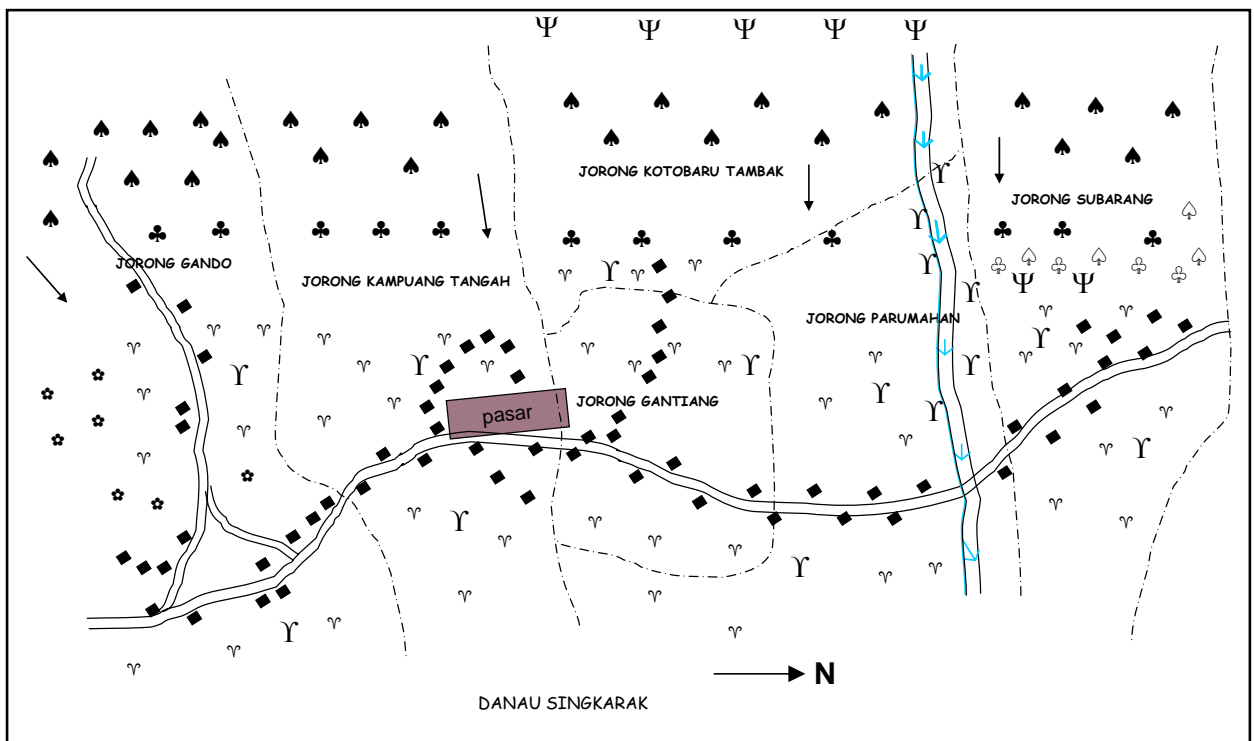 JORONG KOTOBARU TAMBAK
JORONG SUBARANG
JORONG GANDO
JORONG KAMPUANG TANGAH
JORONG PARUMAHAN
JORONG GANTIANG
pasar
N
DANAU SINGKARAK